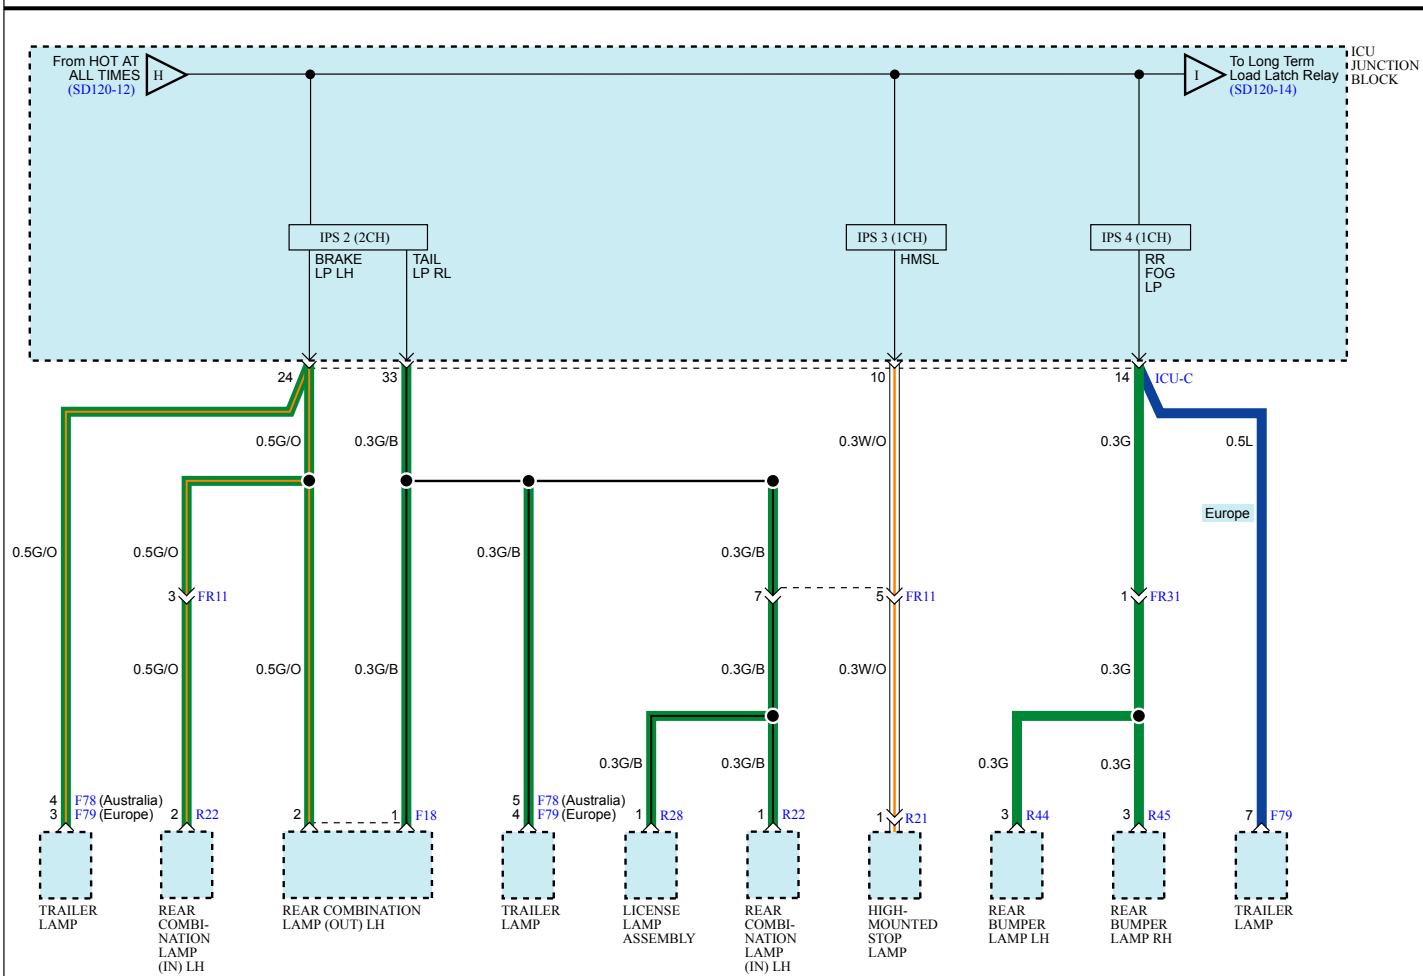 From HOT AT
ALL TIMES
(SD120-12)
H
I
To Long Term
Load Latch Relay
(SD120-14)
ICU
JUNCTION
BLOCK
IPS 2 (2CH)
IPS 3 (1CH)
IPS 4 (1CH)
BRAKE
LP LH
TAIL
LP RL
HMSL
RR
FOG
LP
24
33
10
14
ICU-C
0.5G/O
0.3G/B
0.3W/O
0.3G
0.5L
Europe
0.5G/O
0.5G/O
0.3G/B
0.3G/B
3
FR11
7
5
FR11
1
FR31
0.5G/O
0.5G/O
0.3G/B
0.3G/B
0.3W/O
0.3G
0.3G/B
0.3G/B
0.3G
0.3G
4 F78 (Australia)
3 F79 (Europe)
2
R22
2
1
F18
5 F78 (Australia)
4 F79 (Europe)
1
R28
1
R22
1
R21
3
R44
3
R45
7
F79
TRAILER
LAMP
REAR
COMBI-
NATION
LAMP
(IN) LH
REAR COMBINATION
LAMP (OUT) LH
TRAILER
LAMP
LICENSE
LAMP
ASSEMBLY
REAR
COMBI-
NATION
LAMP
(IN) LH
HIGH-
MOUNTED
STOP
LAMP
REAR
BUMPER
LAMP LH
REAR
BUMPER
LAMP RH
TRAILER
LAMP